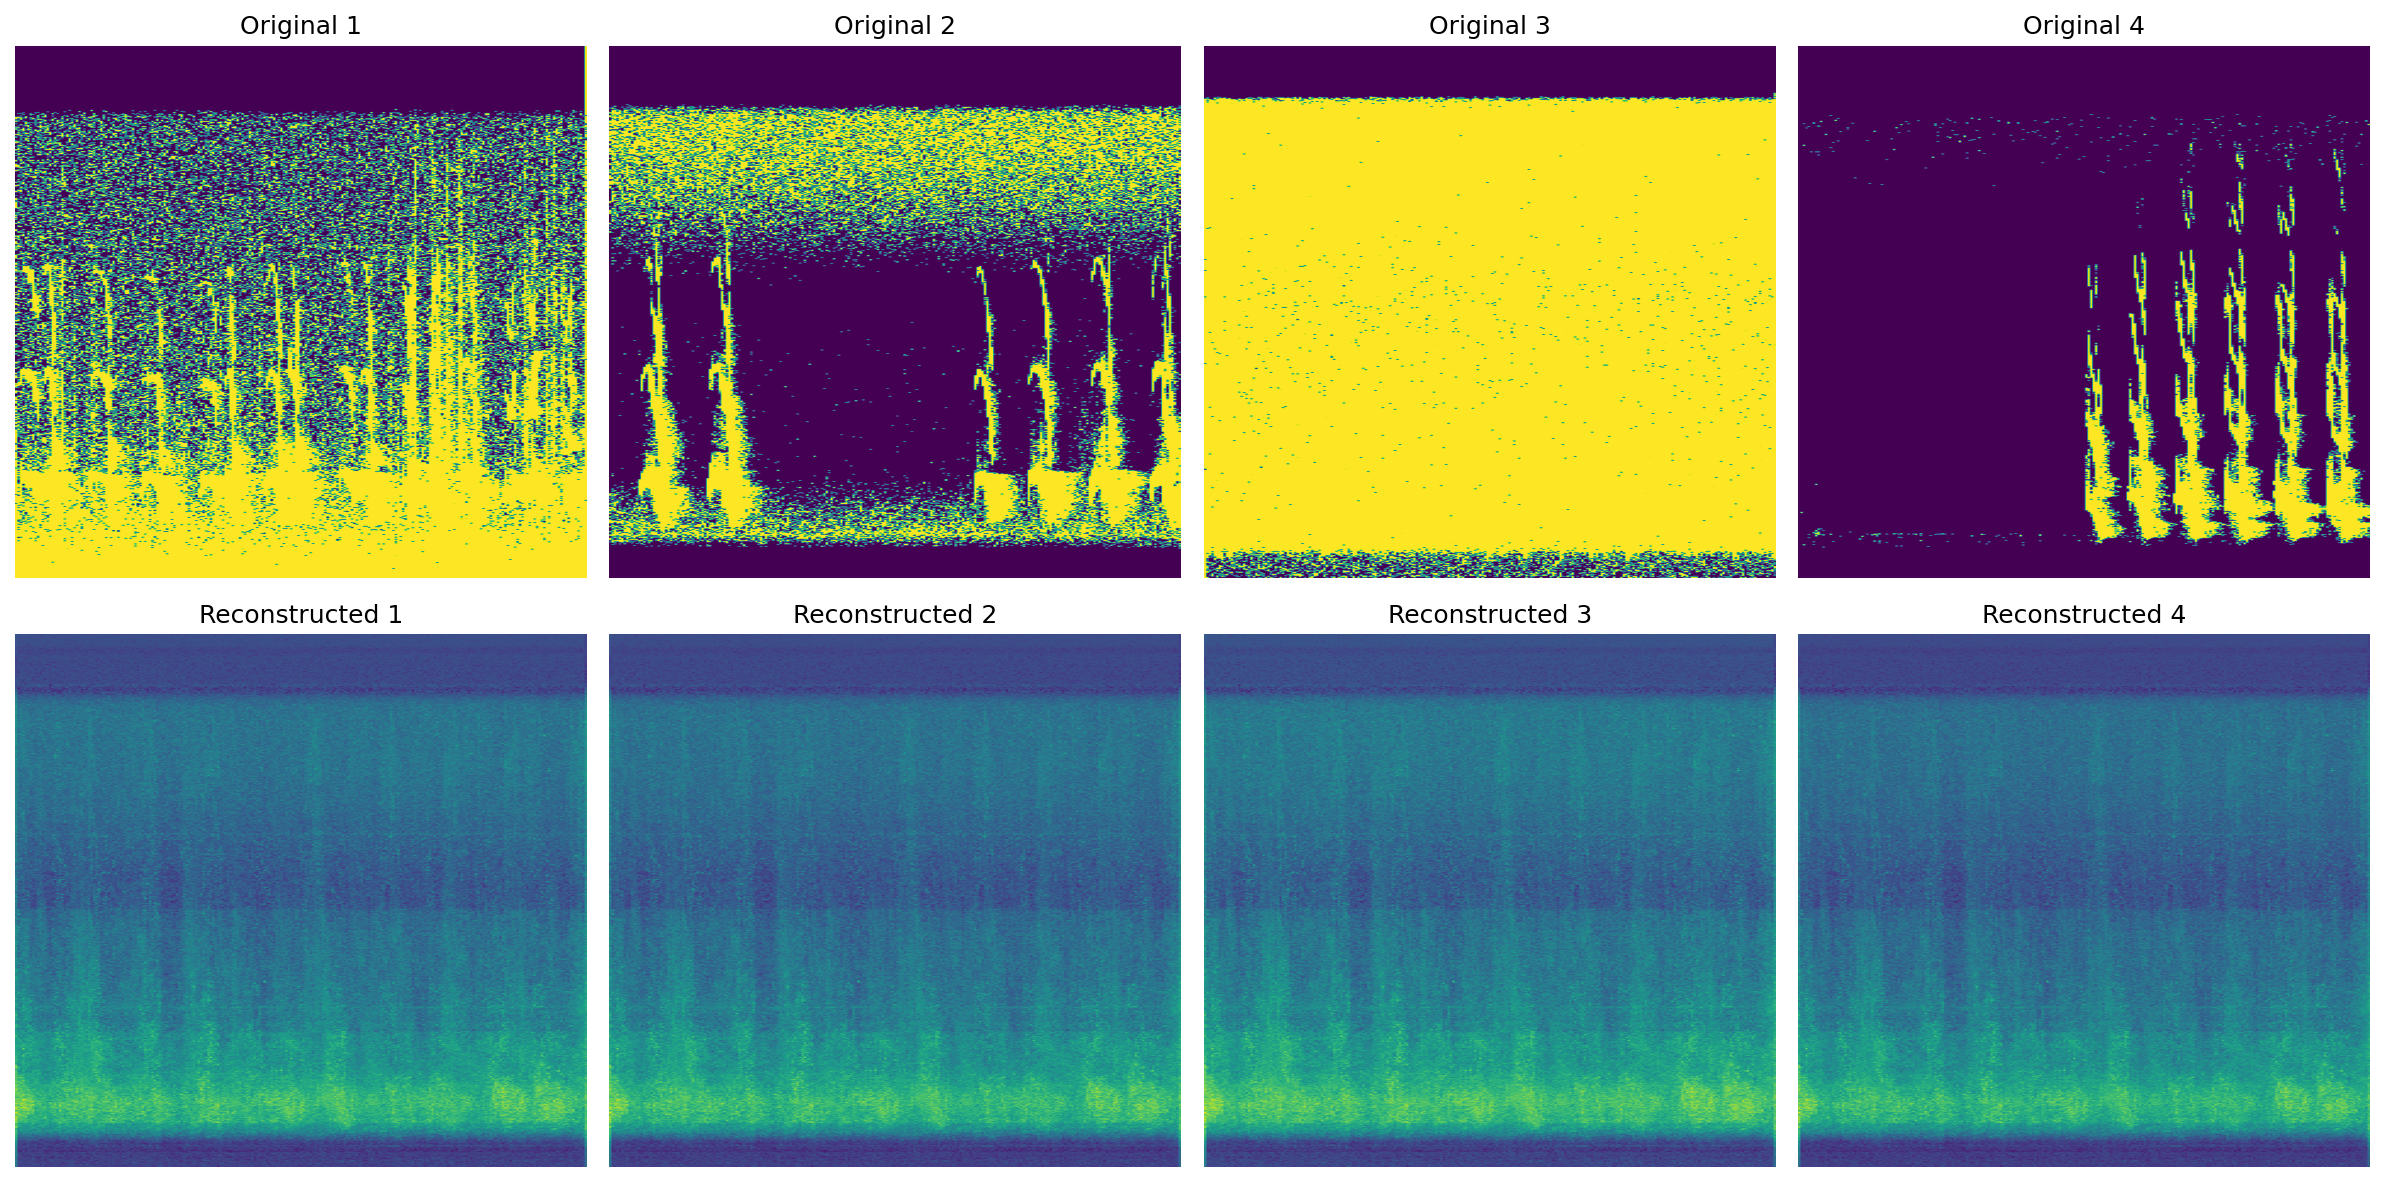 Original 1
Original 2
Original 3
Original 4
Reconstructed 1
Reconstructed 2
Reconstructed 3
Reconstructed 4